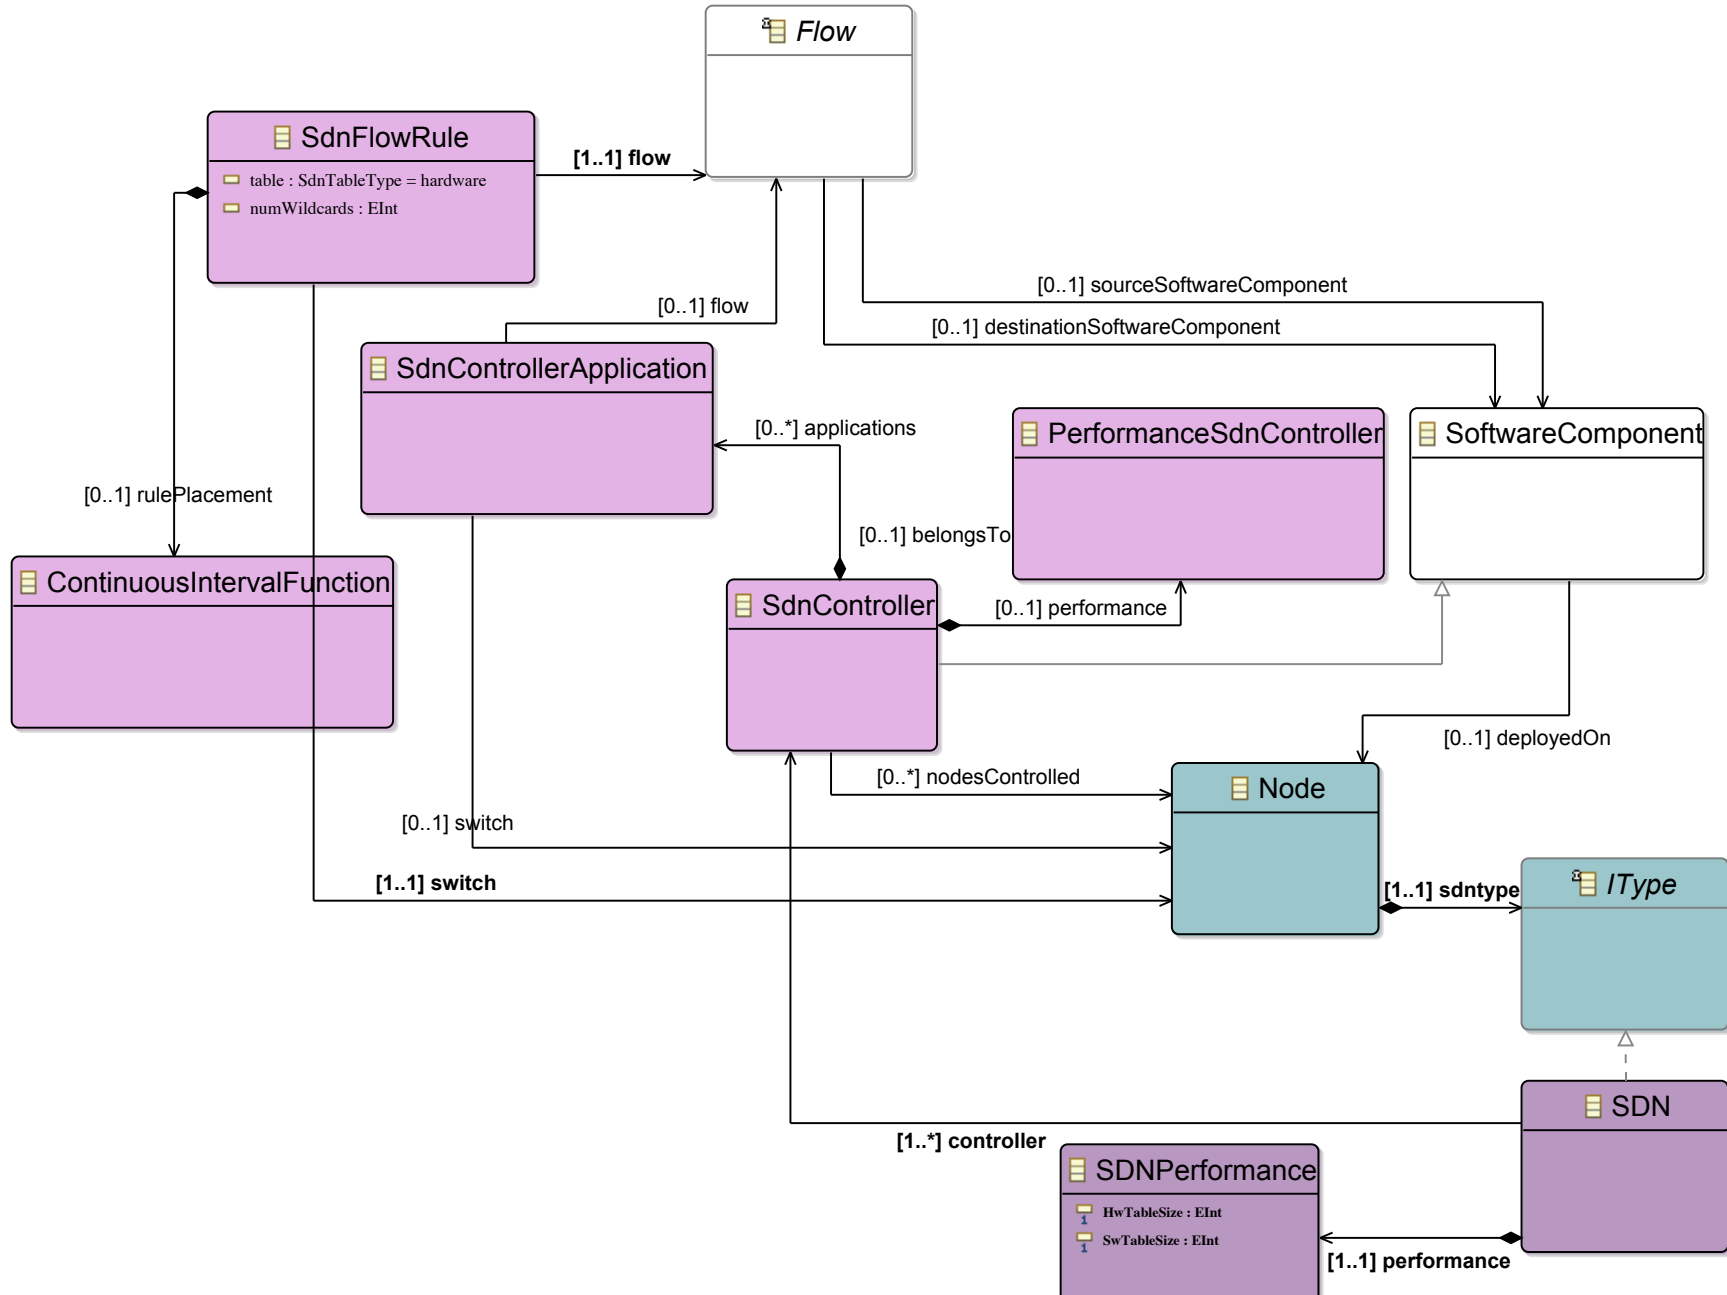 Flow
SdnFlowRule
table : SdnTableType = hardware
numWildcards : EInt
[1..1] flow
[0..1] sourceSoftwareComponent
[0..1] flow
[0..1] destinationSoftwareComponent
SdnControllerApplication
[0..*] applications
PerformanceSdnController
SoftwareComponent
[0..1] rulePlacement
[0..1] belongsTo
ContinuousIntervalFunction
SdnController
[0..1] performance
[0..1] deployedOn
[0..*] nodesControlled
Node
[0..1] switch
[1..1] switch
[1..1] sdntype
IType
SDN
[1..*] controller
SDNPerformance
HwTableSize : EInt
1
SwTableSize : EInt
1
[1..1] performance